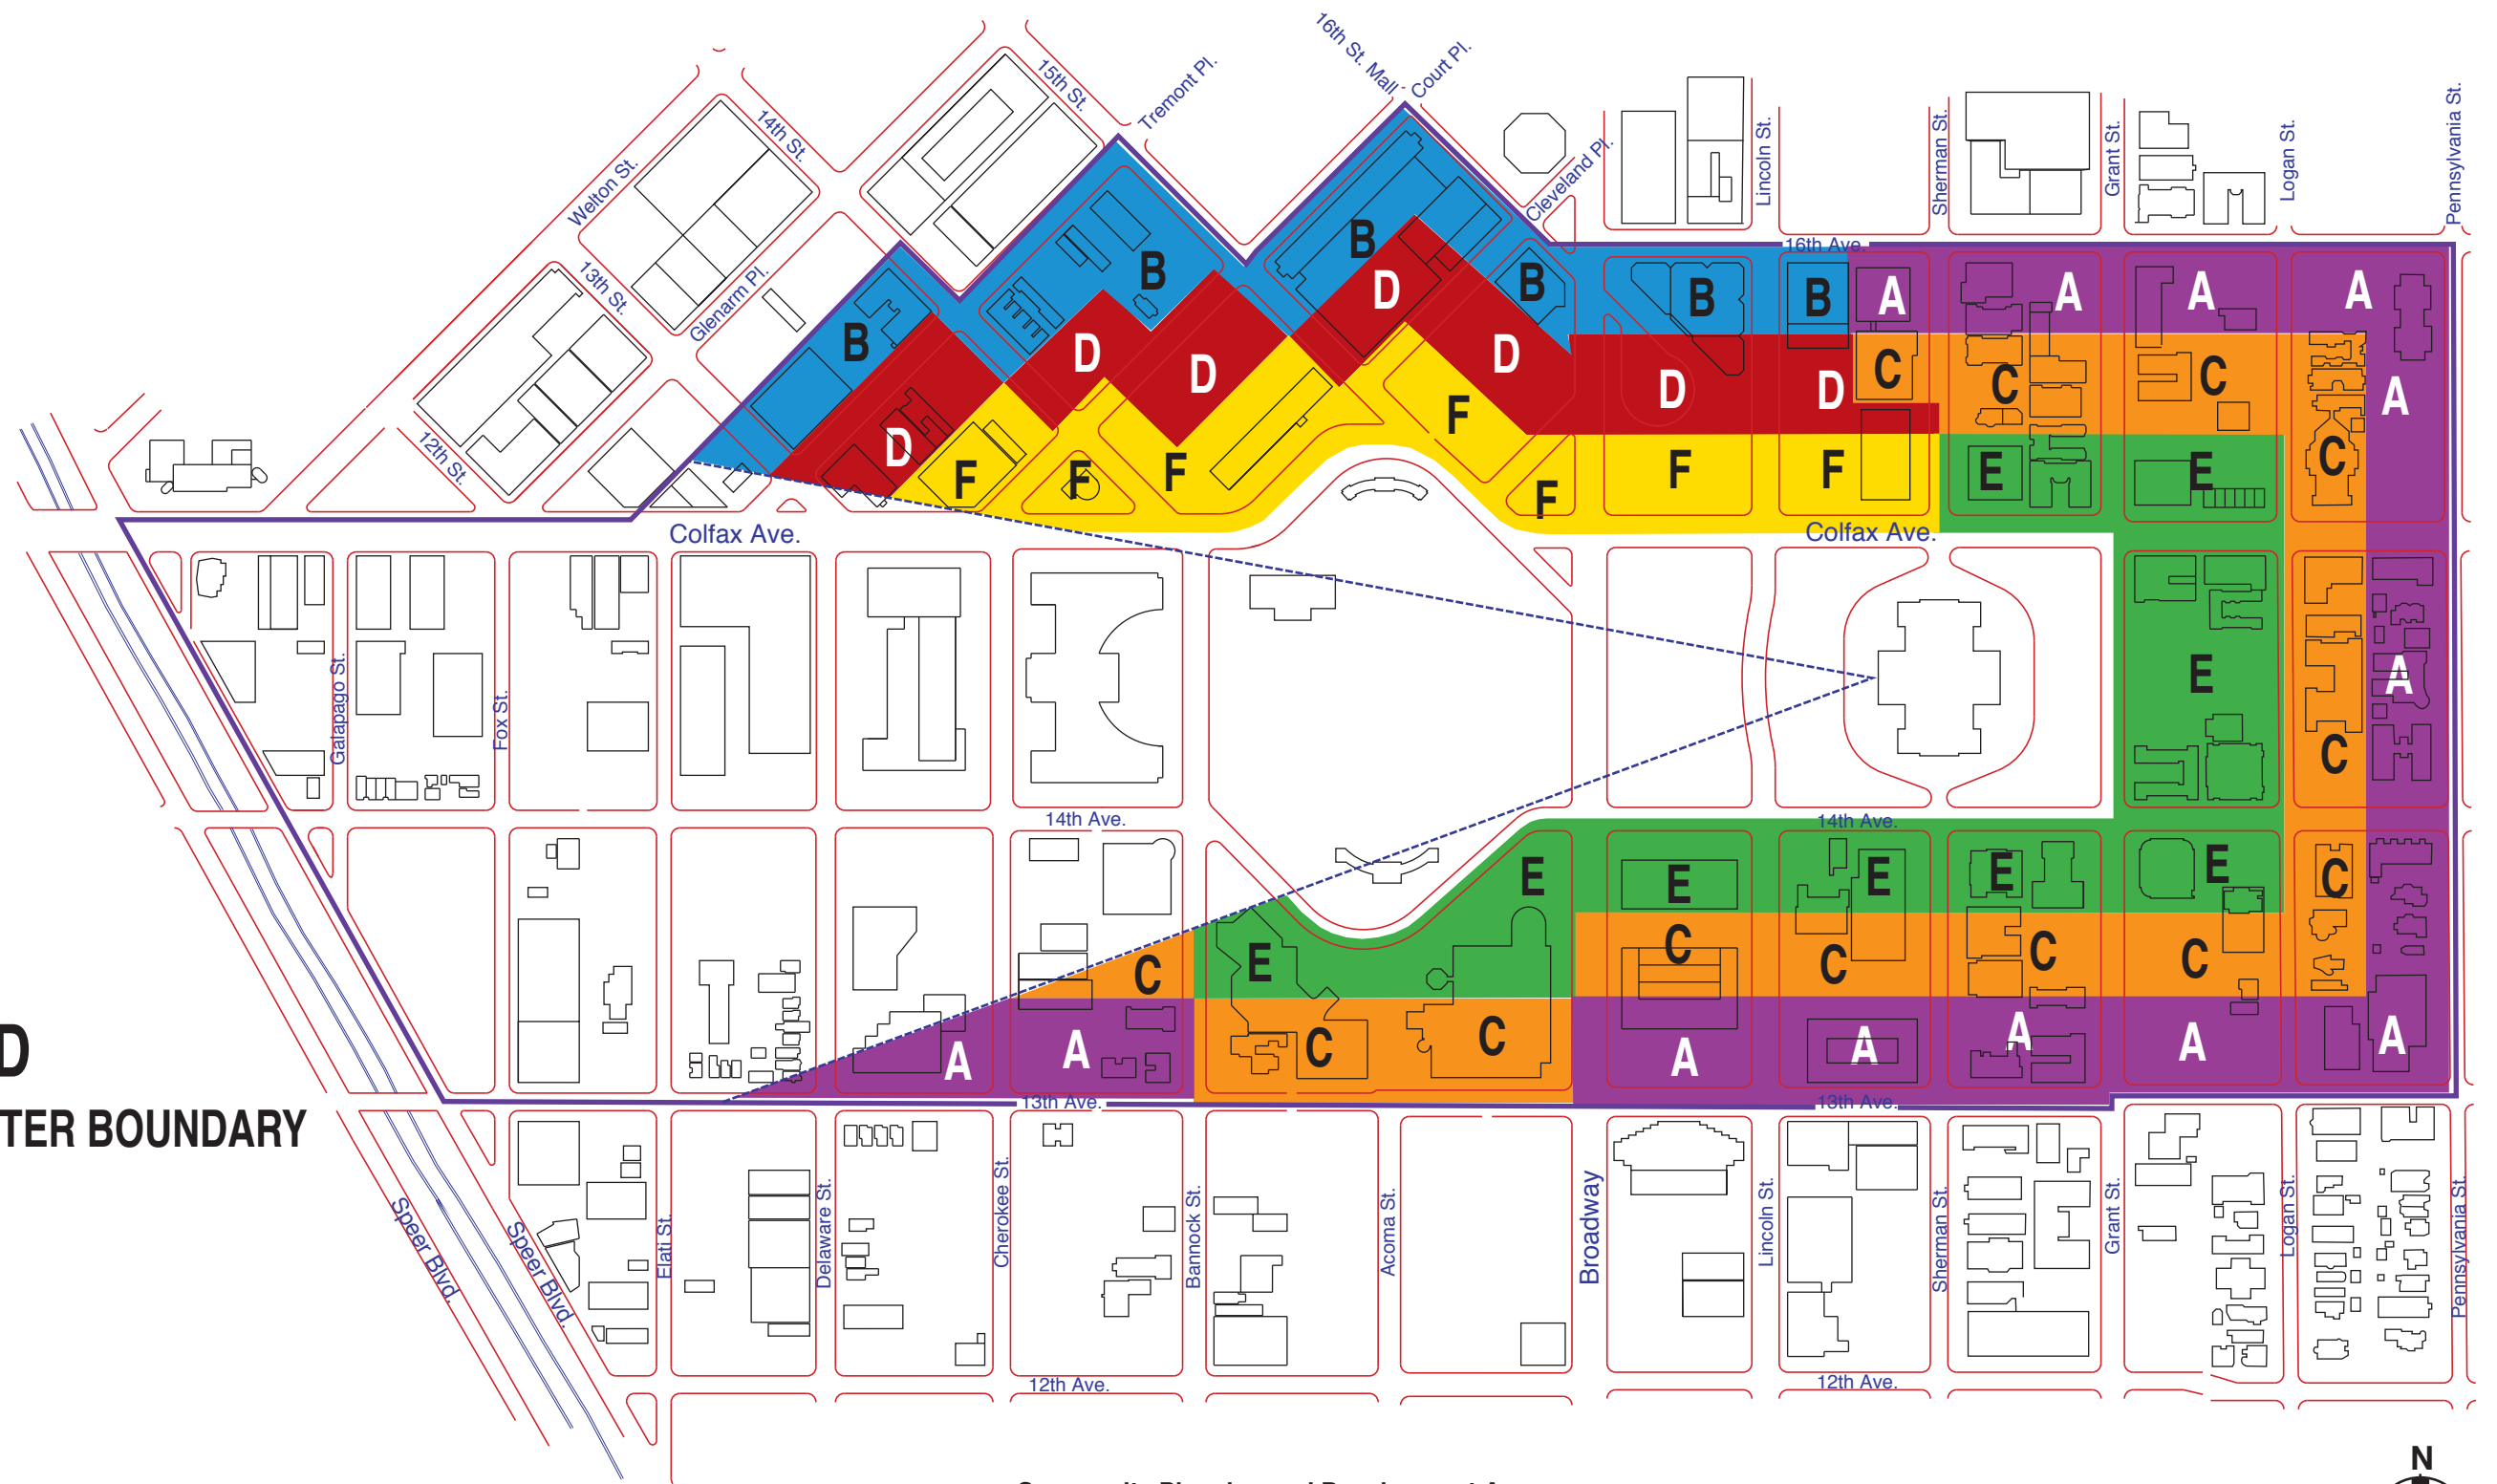 16th St. Mall
Court Pl.
15th St.
Tremont Pl.
14th St.
Cleveland Pl.
Lincoln St.
Sherman St.
Grant St.
Logan St.
Pennsylvania St.
Welton St.
13th St.
Glenarm Pl.
12th St.
16th Ave.
B
B
B
B
B
B
A
A
A
A
D
D
D
D
D
D
D
C
C
C
A
C
F
F
F
F
F
F
F
E
E
Colfax Ave.
Colfax Ave.
Galapago St.
Fox St.
E
A
C
14th Ave.
14th Ave.
E
E
E
E
E
C
E
C
C
C
C
C
A
A
C
C
A
A
A
A
A
D
TER BOUNDARY
13th Ave.
13th Ave.
Speer Blvd.
Speer Blvd.
Elati St.
Delaware St.
Cherokee St.
Bannock St.
Acoma St.
Broadway
Lincoln St.
Sherman St.
Grant St.
Logan St.
Pennsylvania St.
12th Ave.
12th Ave.
N